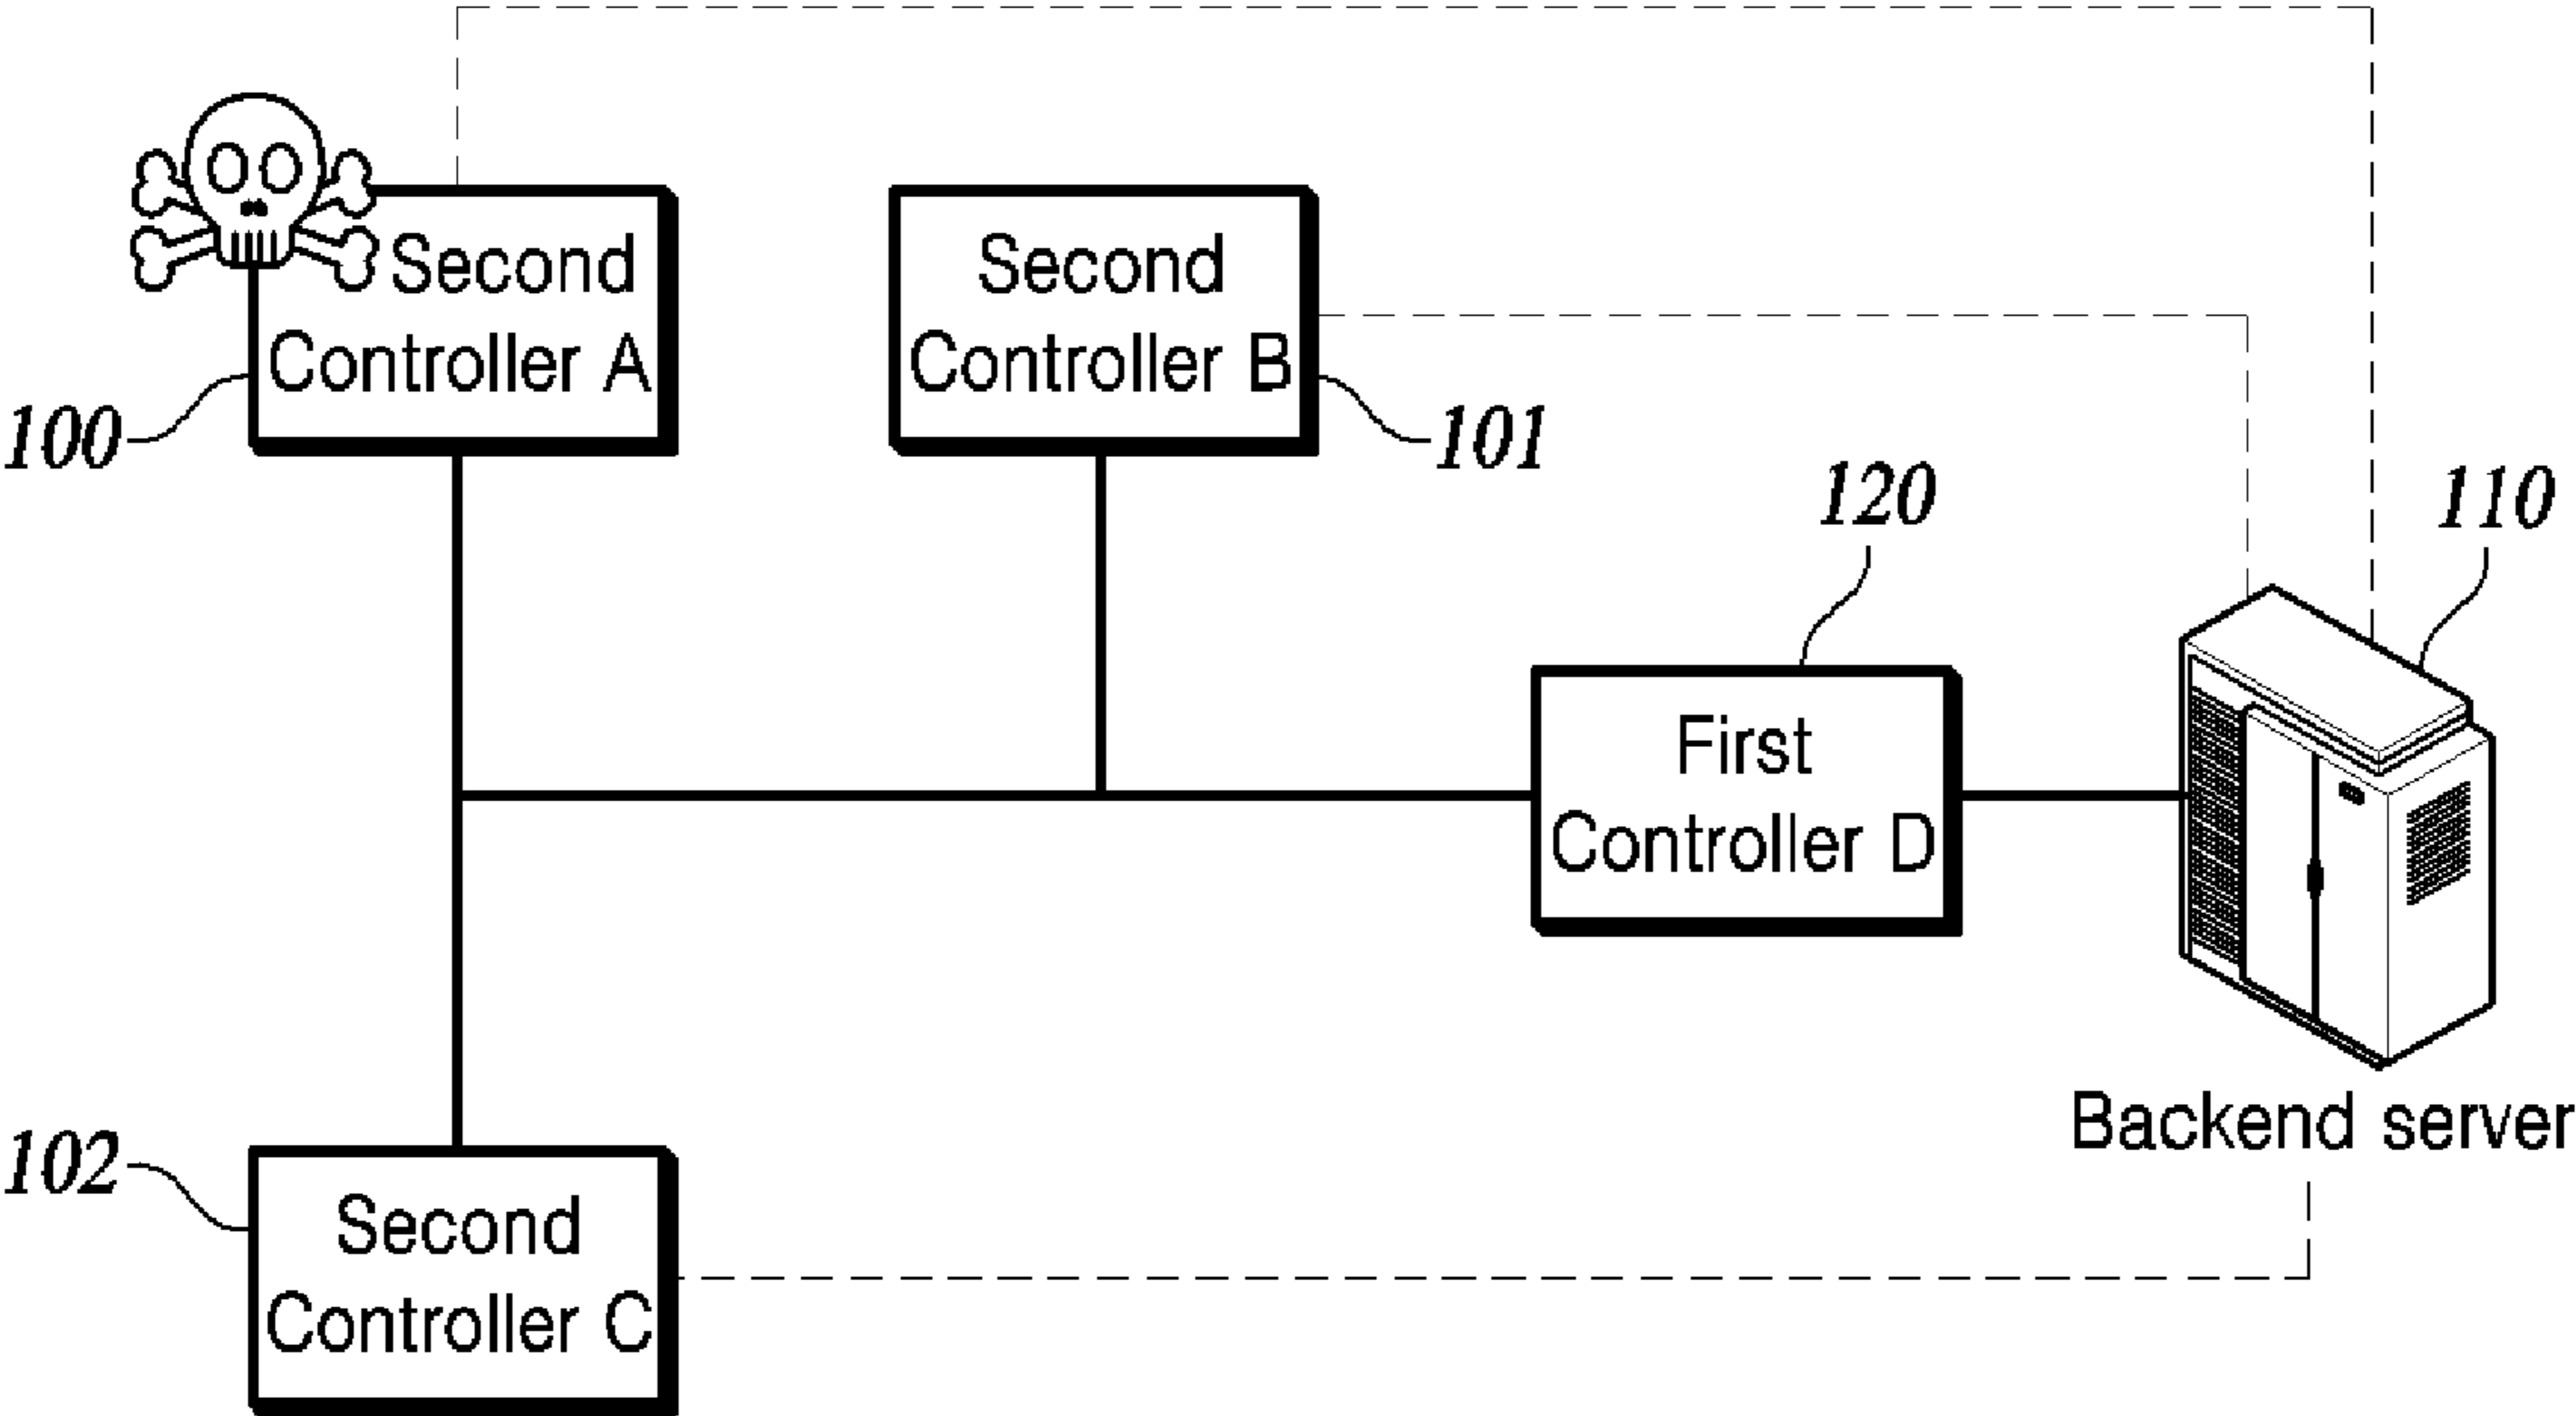 Second
Controller A
100
Second
Controller B
101
120
110
First
Controller D
Backend server
102
Second
Controller C